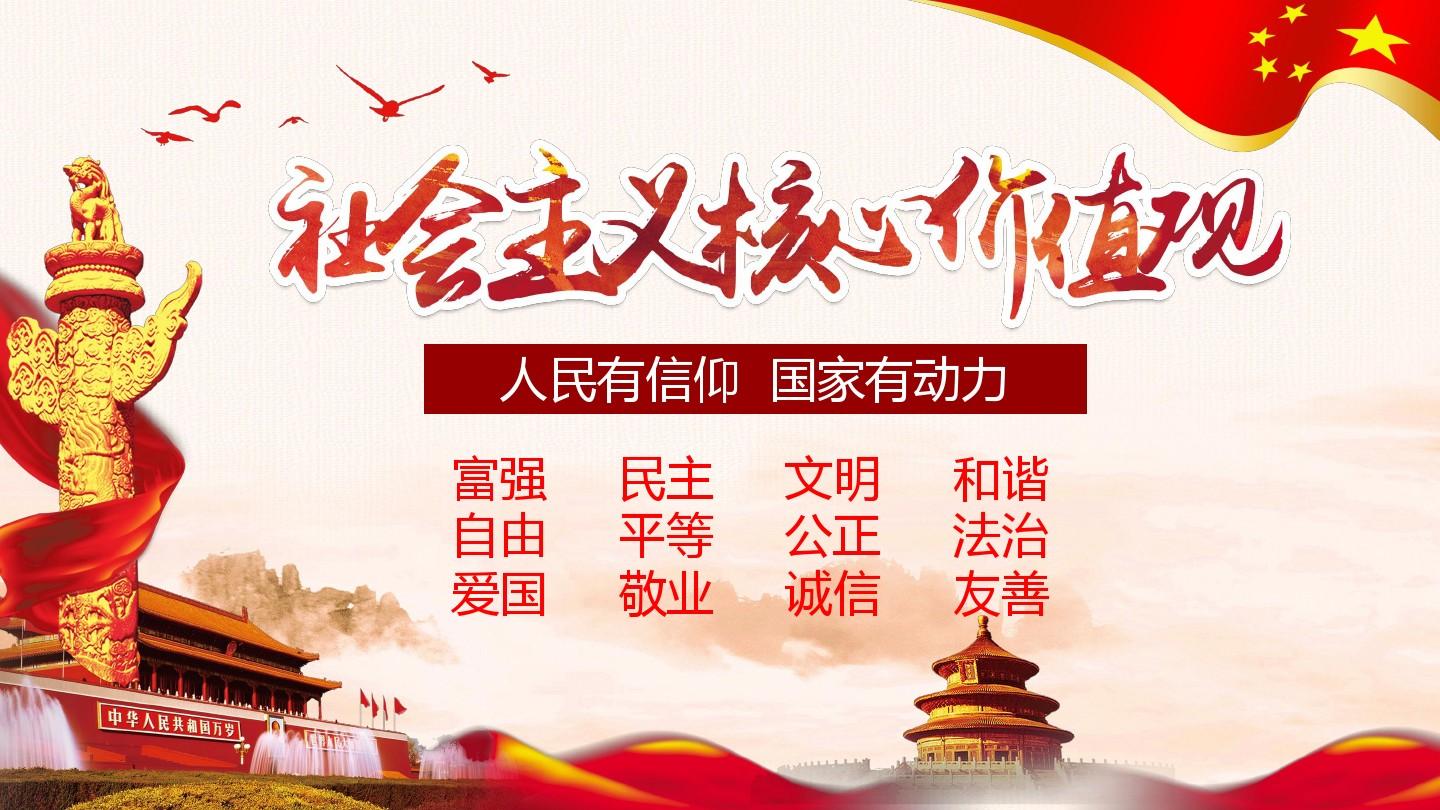 社会主义核心价值观
人民有信仰 国家有动力
富强 民主 文明 和谐
自由 平等 公正 法治
爱国 敬业 诚信 友善
中华人民共和国万岁